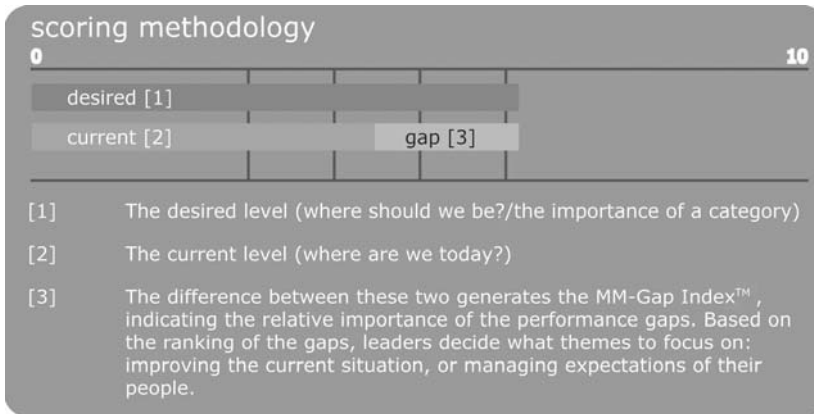 scoring methodology
0 10
desired [1]
current [2] gap [3]
[1] The desired level (where should we be?/the importance of a category)
[2] The current level (where are we today?)
[3] The difference between these two generates the MM-Gap Index™ ,
indicating the relative importance of the performance gaps. Based on
the ranking of the gaps, leaders decide what themes to focus on:
improving the current situation, or managing expectations of their
people.